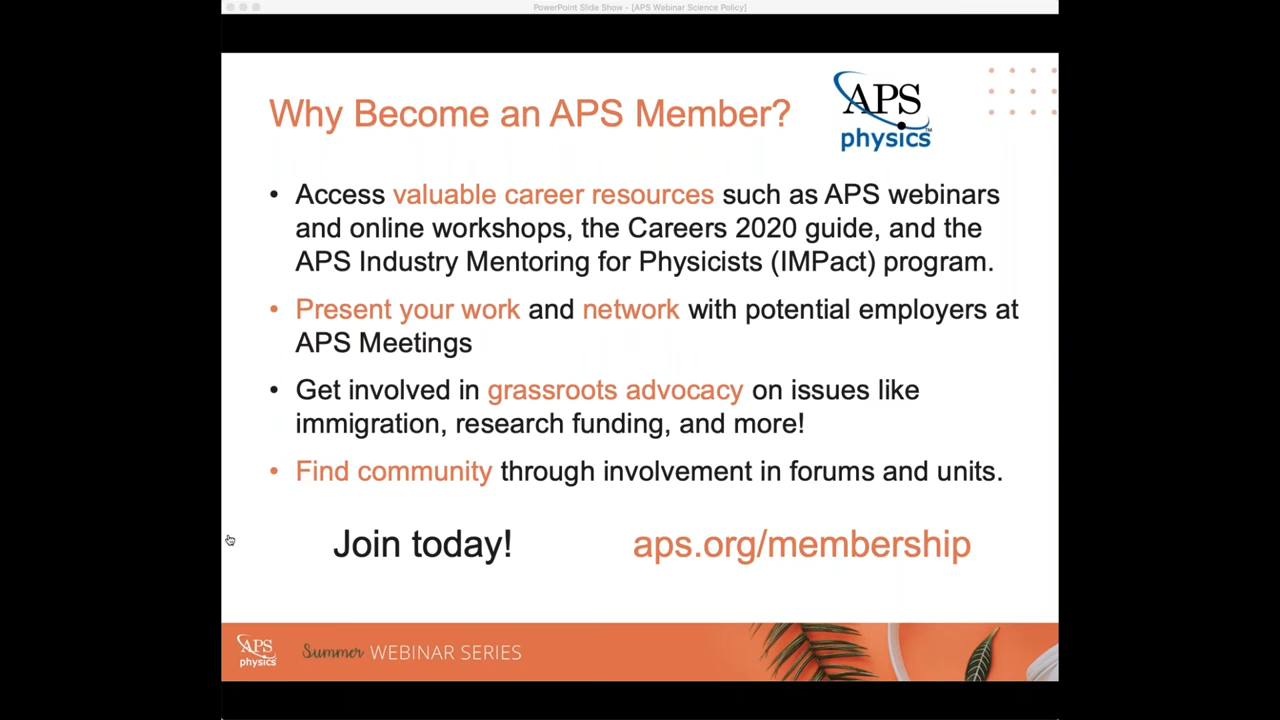 PowerPoint Slide Show - [APS Webinar Science Policy]
Why Become an APS Member?
APS
physics™
• Access valuable career resources such as APS webinars
and online workshops, the Careers 2020 guide, and the
APS Industry Mentoring for Physicists (IMPact) program.
• Present your work and network with potential employers at
APS Meetings
• Get involved in grassroots advocacy on issues like
immigration, research funding, and more!
• Find community through involvement in forums and units.
Join today! aps.org/membership
APS
physics
Summer WEBINAR SERIES